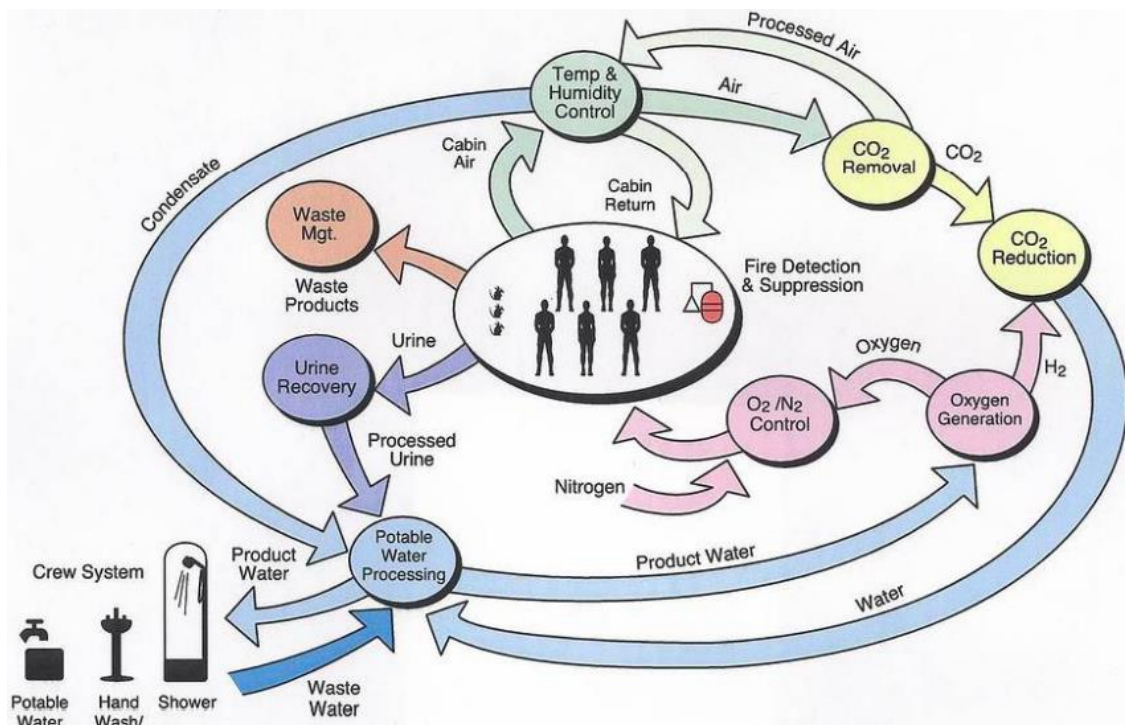 Processed Air
Temp &
Humidity
Control
Air
Cabin
Air
CO2
Removal
CO2
Condensate
Cabin
Return
Waste
Mgt.
CO2
Reduction
Fire Detection
& Suppression
Waste
Products
Urine
Oxygen
H2
Urine
Recovery
O2 /N2
Control
Oxygen
Generation
Processed
Urine
Nitrogen
Potable
Water
Processing
Product
Water
Product Water
Crew System
Water
Waste
Water
Potable
Water
Hand
Wash/
Shower